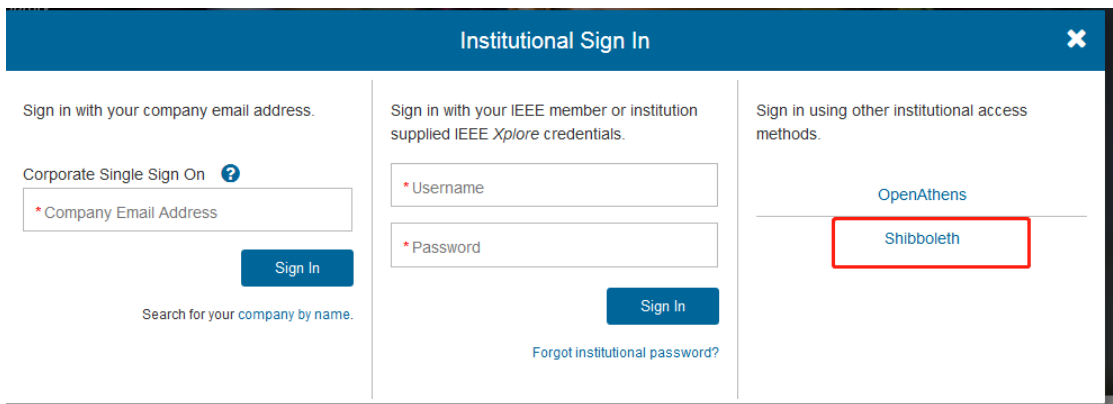 Institutional Sign In
Sign in with your company email address.
Corporate Single Sign On ?
* Company Email Address
Sign In
Search for your company by name.
Sign in with your IEEE member or institution
supplied IEEE Xplore credentials.
* Username
* Password
Sign In
Forgot institutional password?
Sign in using other institutional access
methods.
OpenAthens
Shibboleth